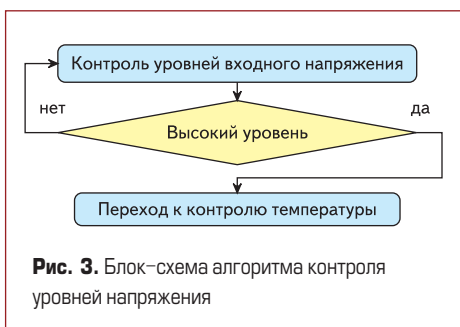 Контроль уровней входного напряжения
нет
да
Высокий уровень
Переход к контролю температуры
Рис. 3. Блок-схема алгоритма контроля
уровней напряжения